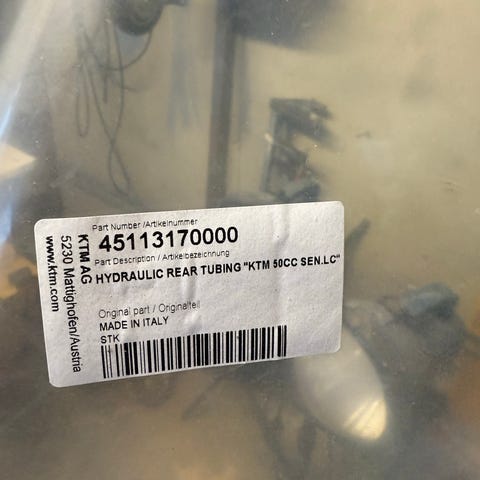 Part Number /Artikelnummer
45113170000
Part Description / Artikelbezeichnung
HYDRAULIC REAR TUBING "KTM 50CC SEN.LC"
Original part / Originalteil
MADE IN ITALY
STK
KTM AG
5230 Mattighofen/Austria
www.ktm.com